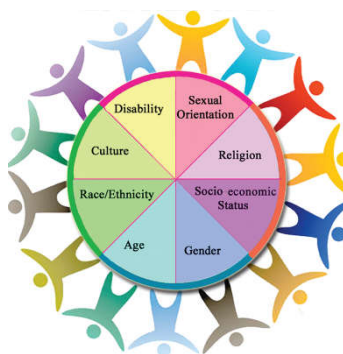 Disability
Sexual
Orientation
Culture
Religion
Race/Ethnicity
Socio-economic
Status
Age
Gender